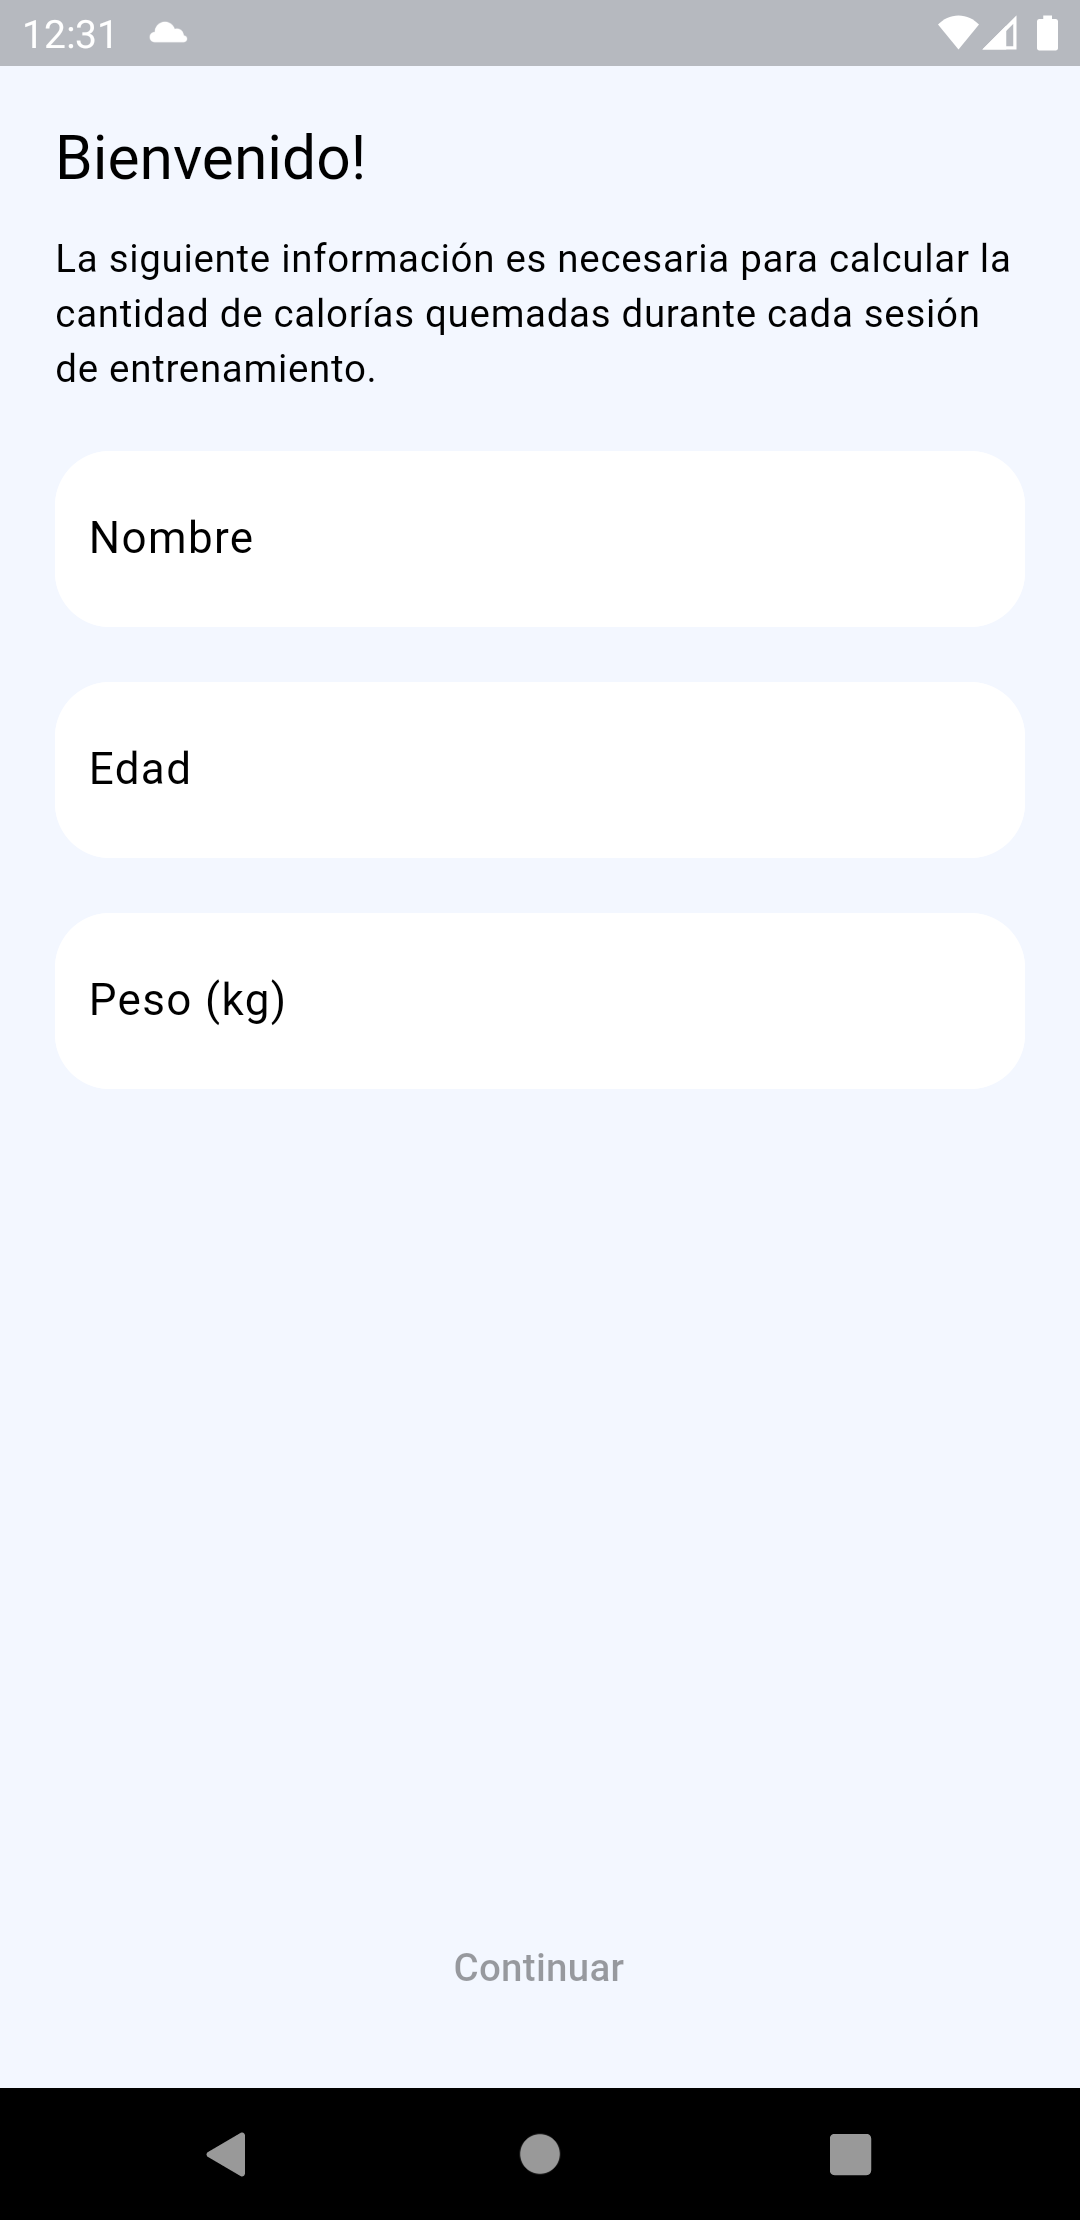 12:31
Bienvenido!
La siguiente información es necesaria para calcular la
cantidad de calorías quemadas durante cada sesión
de entrenamiento.
Nombre
Edad
Peso (kg)
Continuar